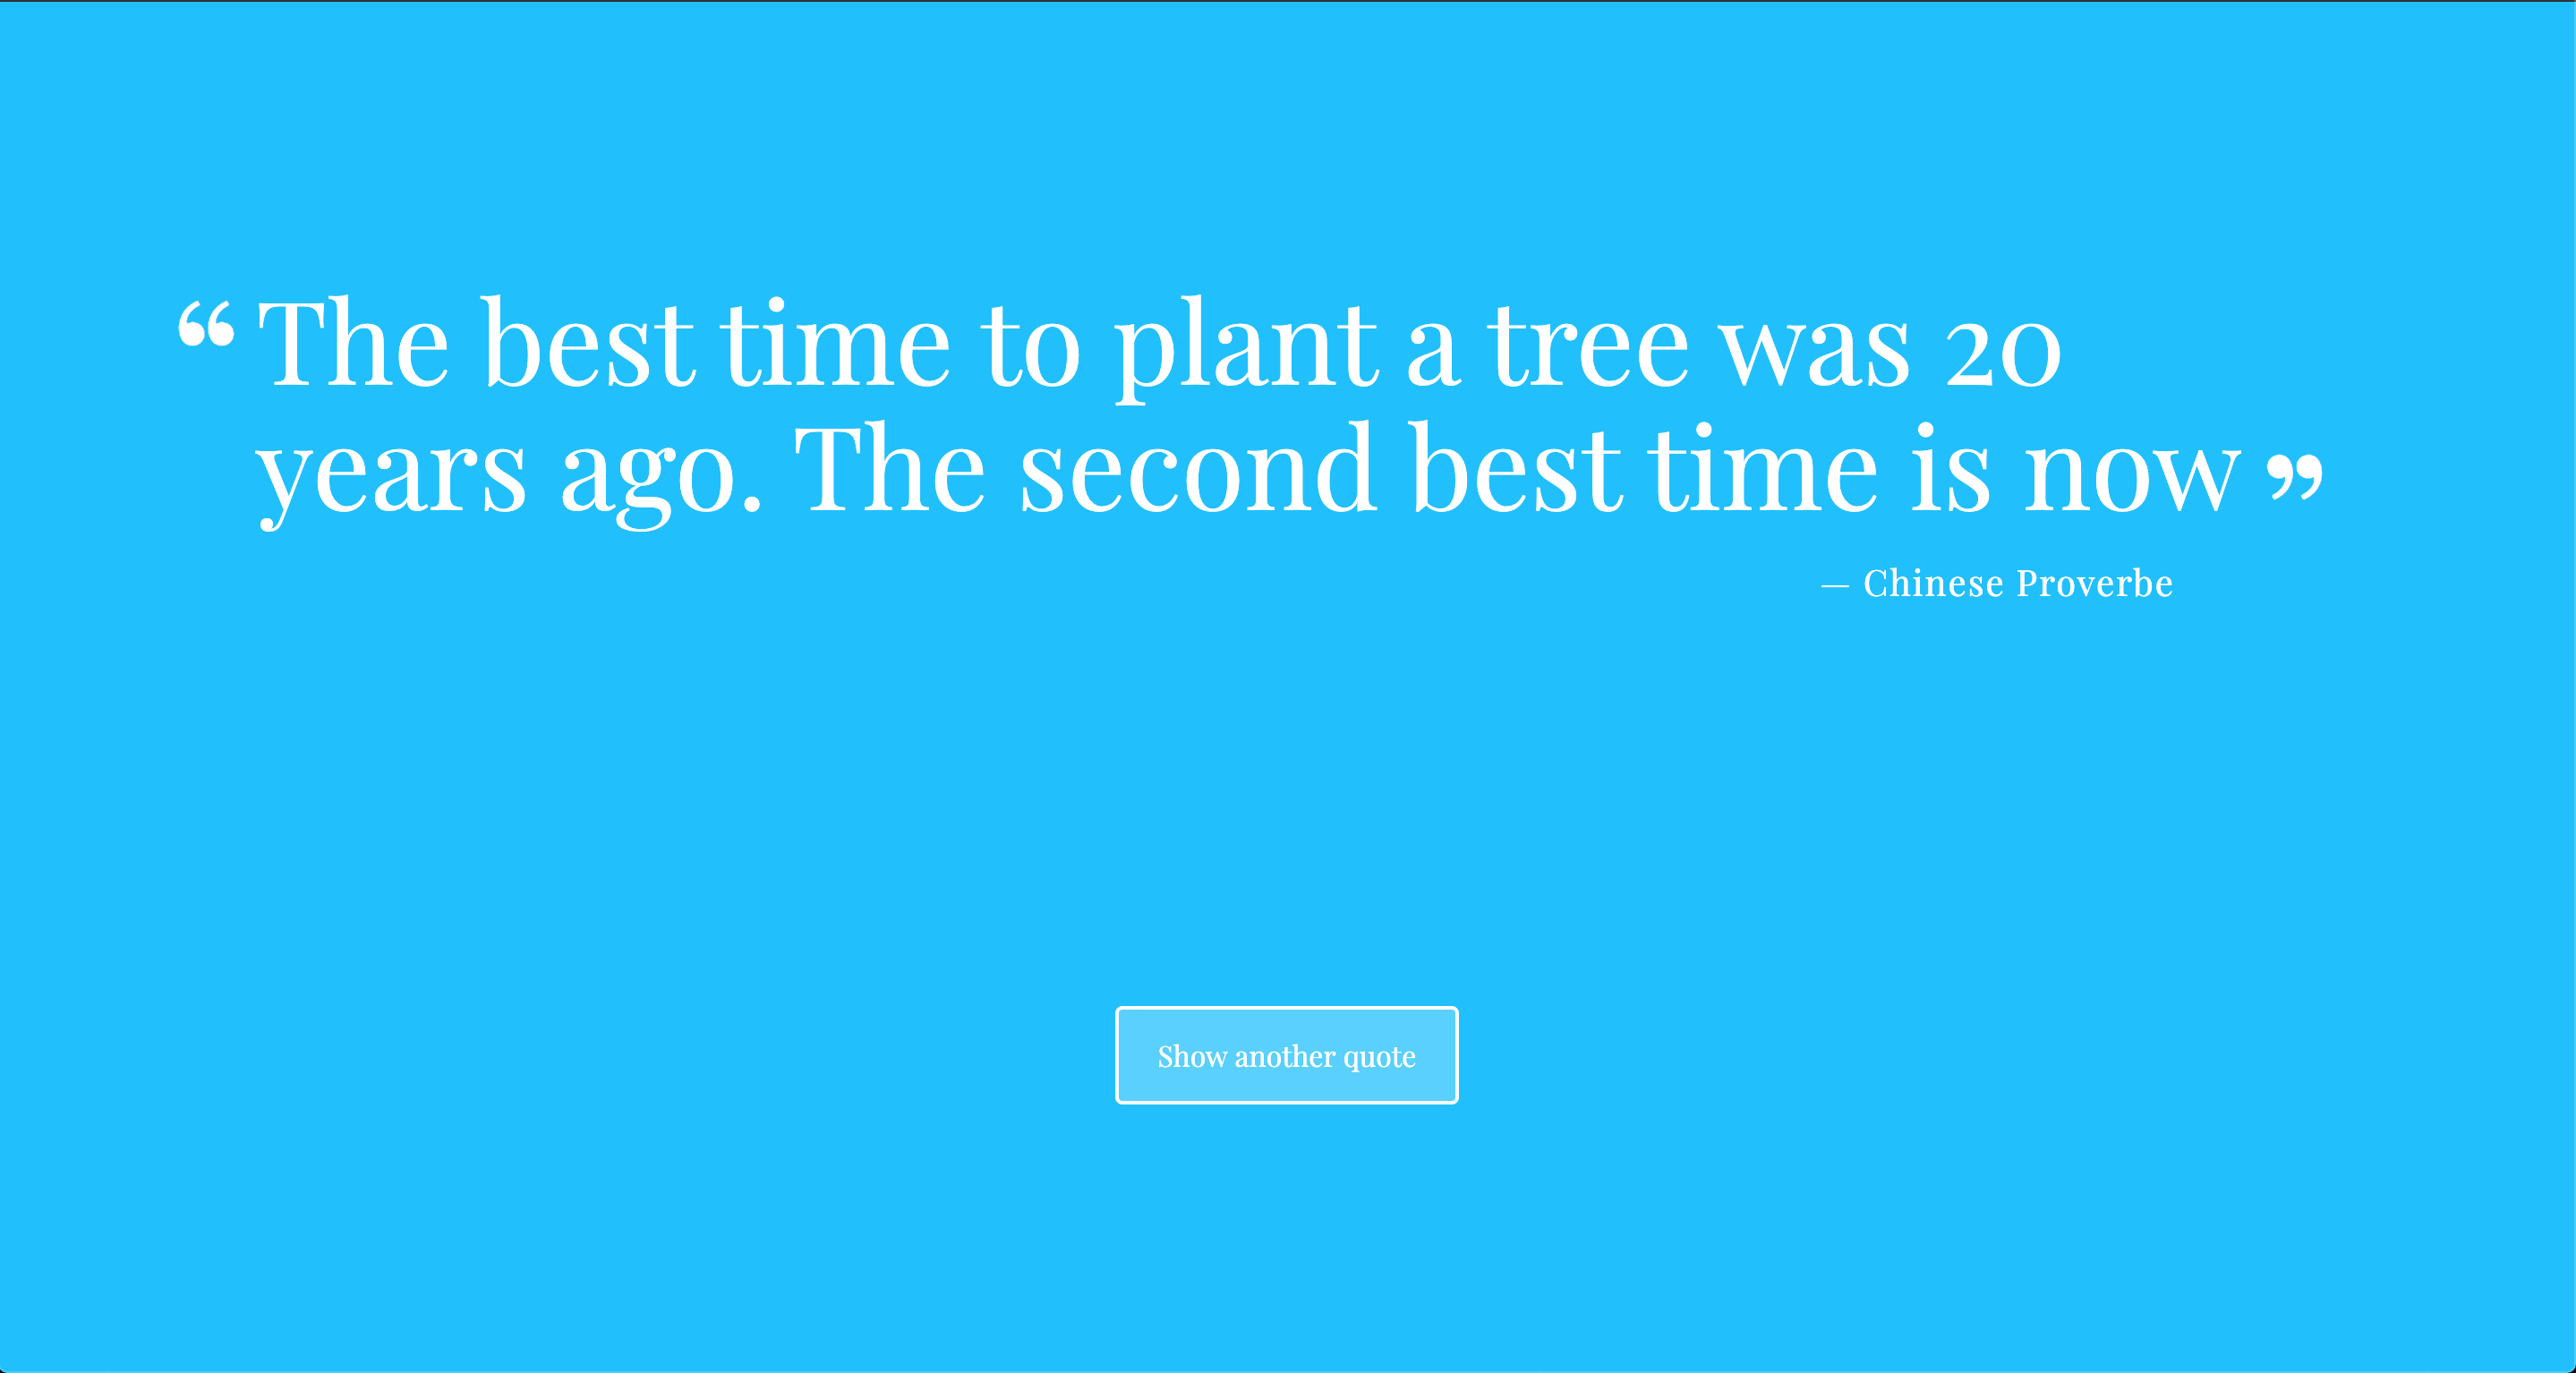 “The best time to plant a tree was 20
years ago. The second best time is now”
— Chinese Proverbe
Show another quote